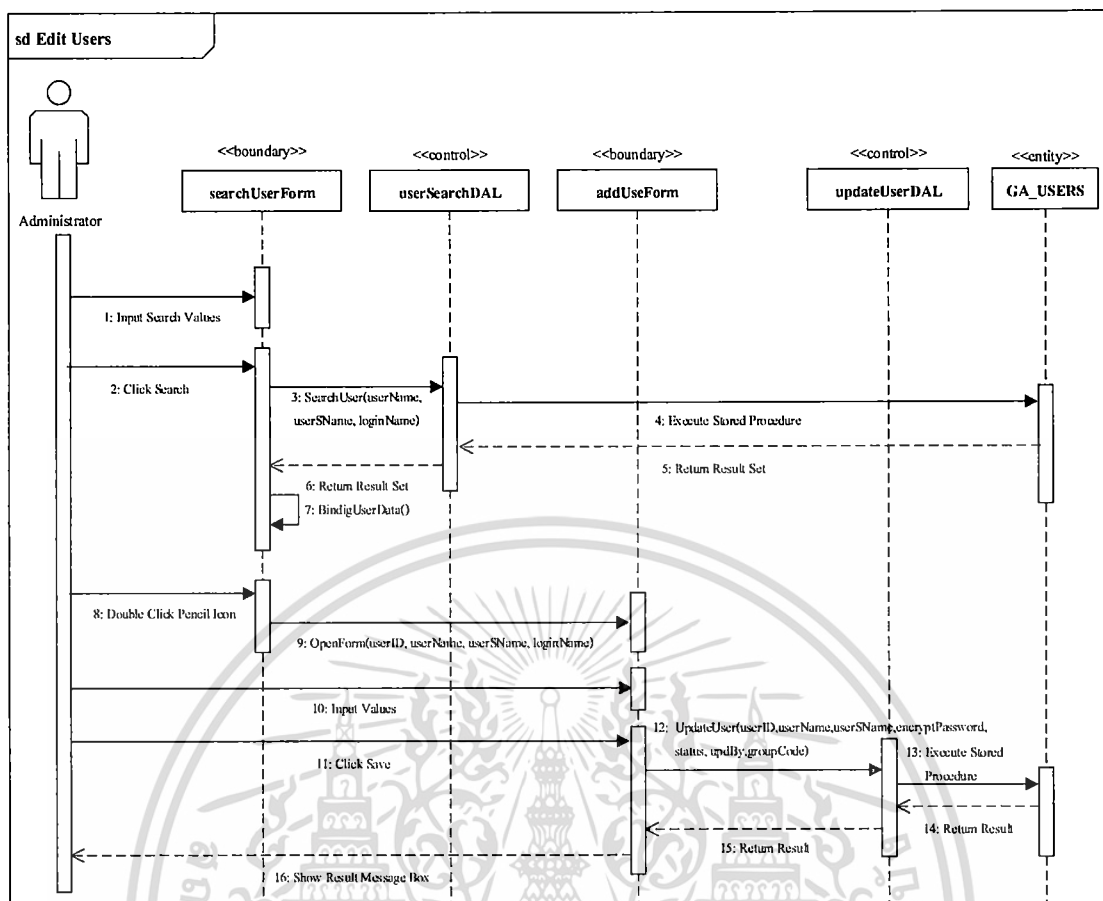 sd Edit Users
<<boundary>>
<<control>>
<<boundary>>
<<control>>
<<entity>>
searchUserForm
userSearchDAL
addUseForm
updateUserDAL
GA_USERS
Administrator
1: Input Search Values
2: Click Search
3: SearchUser(userName,
userSName, loginName)
4: Execute Stored Procedure
5: Return Result Set
6: Return Result Set
7: BindigUserData()
8: Double Click Pencil Icon
9: OpenForm(userID, userName, userSName, loginName)
10: Input Values
11: Click Save
12: UpdateUser(userID,userName,userSName,encryptPassword,
status, updBy,groupCode)
13: Execute Stored
Procedure
14: Return Result
15: Return Result
16: Show Result Message Box